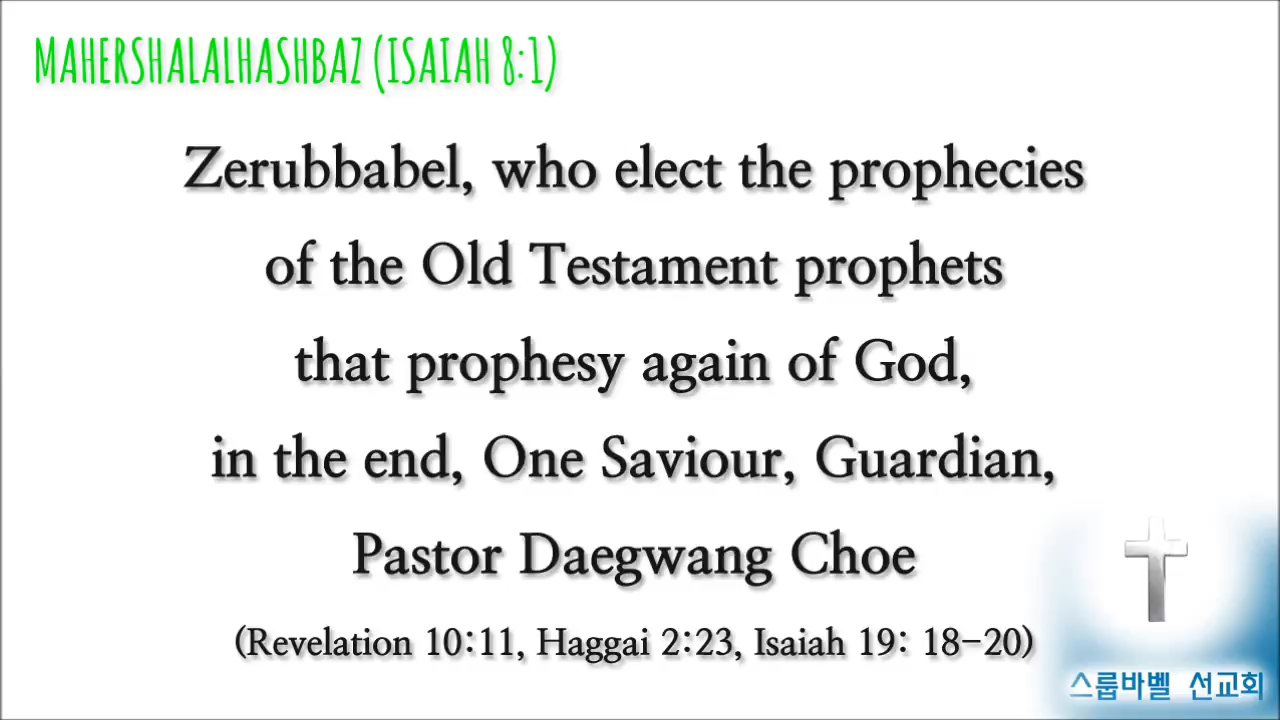 MAHERSHALALHASHBAZ (ISAIAH 8:1)
Zerubbabel, who elect the prophecies
of the Old Testament prophets
that prophesy again of God,
in the end, One Saviour, Guardian,
Pastor Daegwang Choe
(Revelation 10:11, Haggai 2:23, Isaiah 19: 18-20)
스룹바벨 선교회